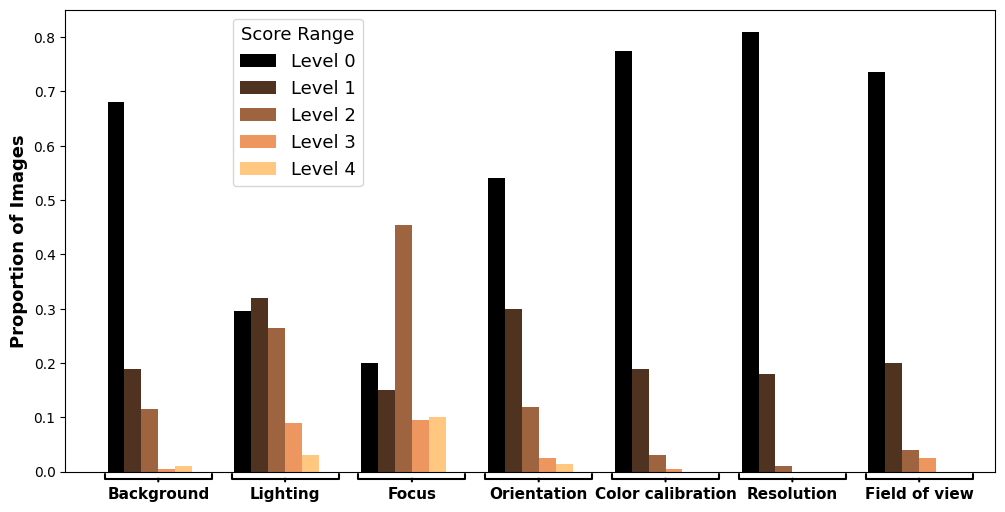 Score Range
Level 0
Level 1
Level 2
Level 3
Level 4
Proportion of Images
0.8
0.7
0.6
0.5
0.4
0.3
0.2
0.1
0.0
Background Lighting Focus Orientation Color calibration Resolution Field of view